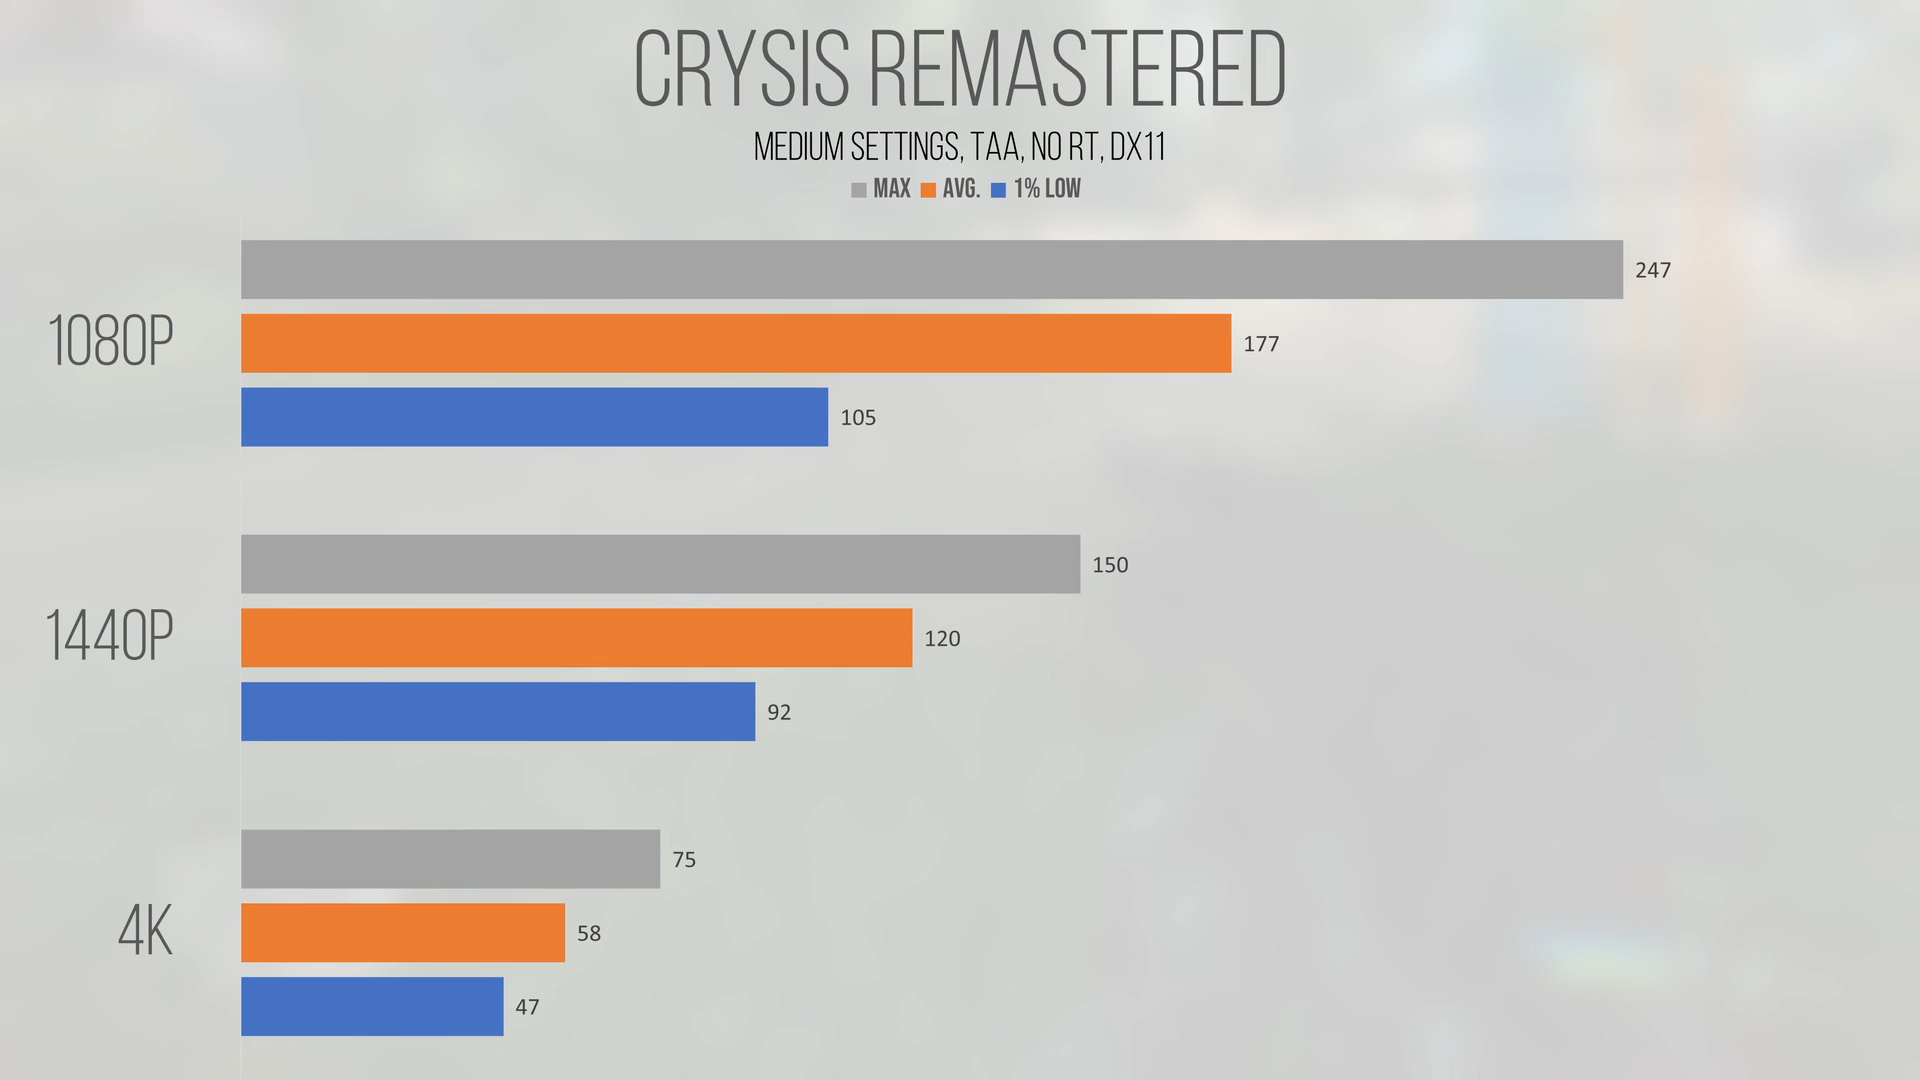 CRYSIS REMASTERED
MEDIUM SETTINGS, TAA, NO RT, DX11
MAX AVG. 1% LOW
247
1080P
177
105
150
1440P
120
92
75
4K
58
47